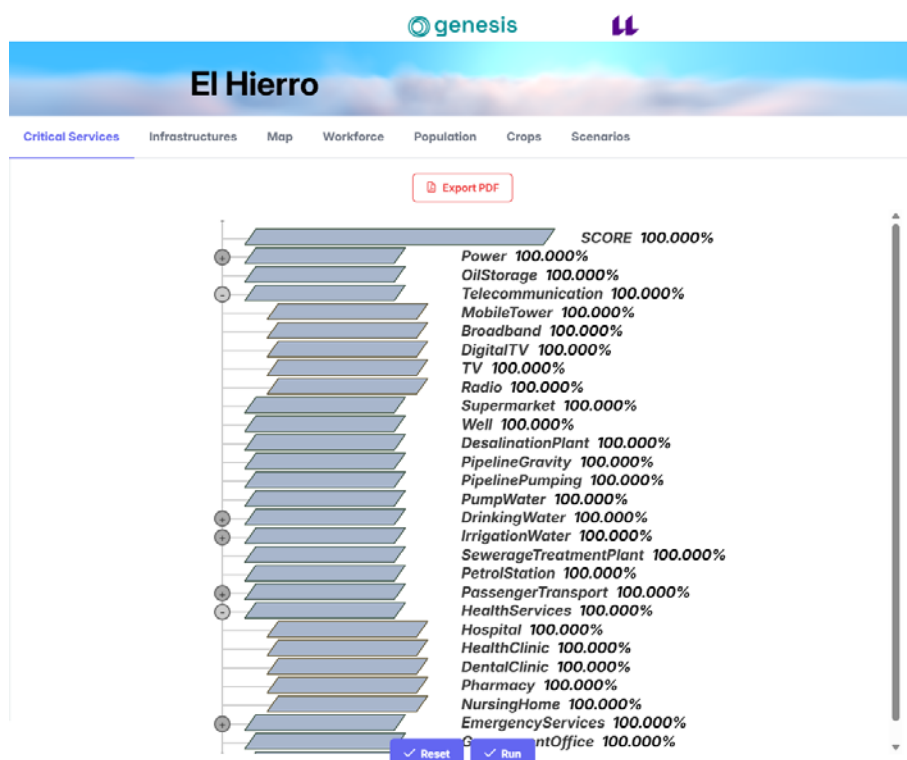 genesis
El Hierro
Critical Services Infrastructures Map Workforce Population Crops Scenarios
Export PDF
SCORE 100.000%
Power 100.000%
OilStorage 100.000%
Telecommunication 100.000%
MobileTower 100.000%
Broadband 100.000%
DigitalTV 100.000%
TV 100.000%
Radio 100.000%
Supermarket 100.000%
Well 100.000%
DesalinationPlant 100.000%
PipelineGravity 100.000%
PipelinePumping 100.000%
PumpWater 100.000%
DrinkingWater 100.000%
IrrigationWater 100.000%
SewerageTreatmentPlant 100.000%
PetrolStation 100.000%
PassengerTransport 100.000%
HealthServices 100.000%
Hospital 100.000%
HealthClinic 100.000%
DentalClinic 100.000%
Pharmacy 100.000%
NursingHome 100.000%
EmergencyServices 100.000%
ntOffice 100.000%
Reset Run